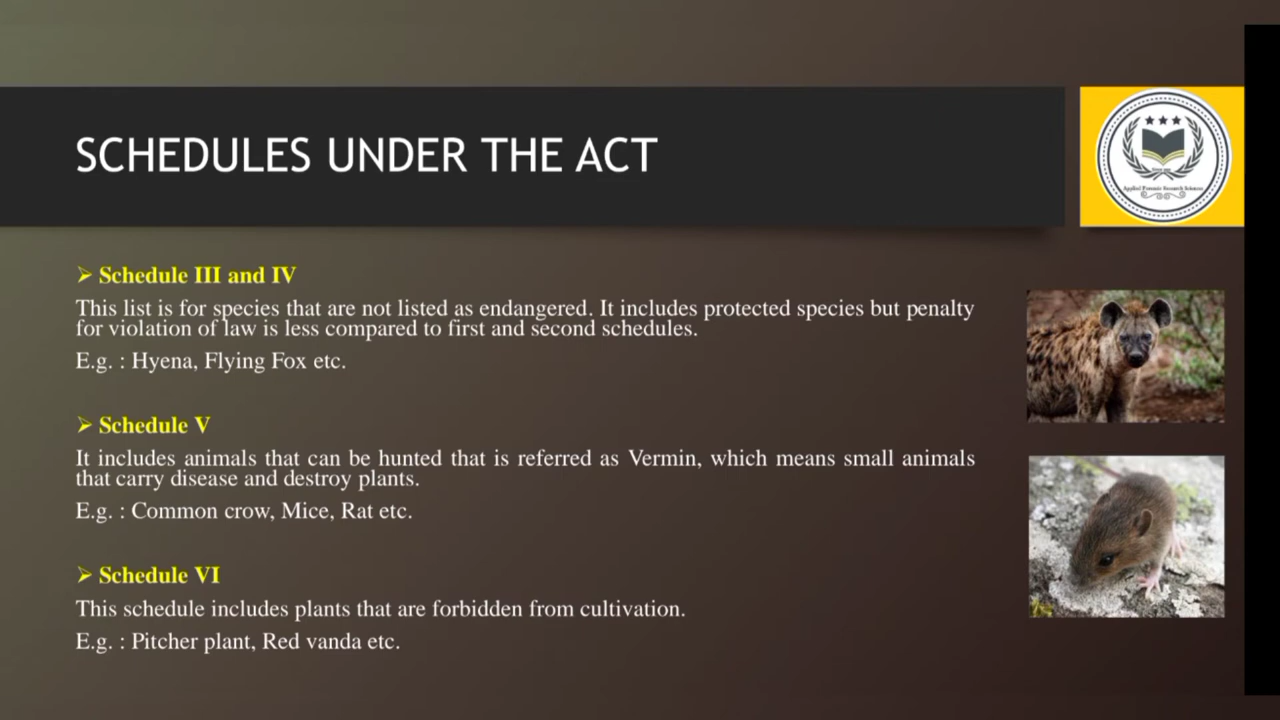 SCHEDULES UNDER THE ACT
Applied Forensic Research Sciences
➢ Schedule III and IV
This list is for species that are not listed as endangered. It includes protected species but penalty
for violation of law is less compared to first and second schedules.
E.g. : Hyena, Flying Fox etc.
➢ Schedule V
It includes animals that can be hunted that is referred as Vermin, which means small animals
that carry disease and destroy plants.
E.g. : Common crow, Mice, Rat etc.
➢ Schedule VI
This schedule includes plants that are forbidden from cultivation.
E.g. : Pitcher plant, Red vanda etc.